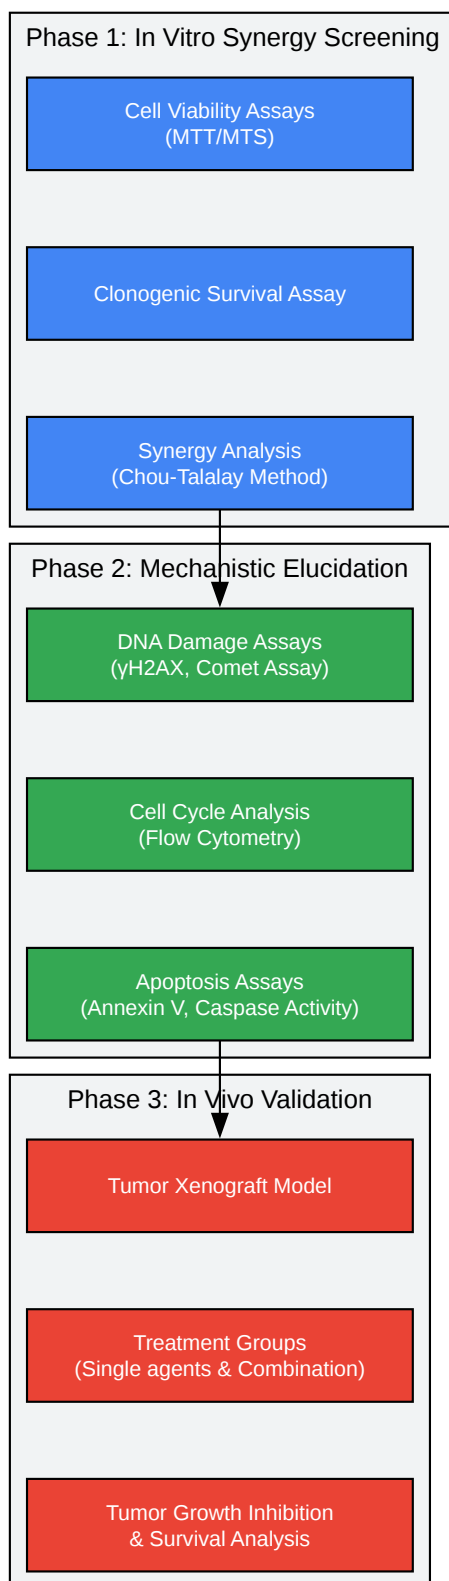 Phase 1: In Vitro Synergy Screening
Cell Viability Assays
(MTT/MTS)
Clonogenic Survival Assay
Synergy Analysis
(Chou-Talalay Method)
Phase 2: Mechanistic Elucidation
DNA Damage Assays
(γH2AX, Comet Assay)
Cell Cycle Analysis
(Flow Cytometry)
Apoptosis Assays
(Annexin V, Caspase Activity)
Phase 3: In Vivo Validation
Tumor Xenograft Model
Treatment Groups
(Single agents & Combination)
Tumor Growth Inhibition
& Survival Analysis